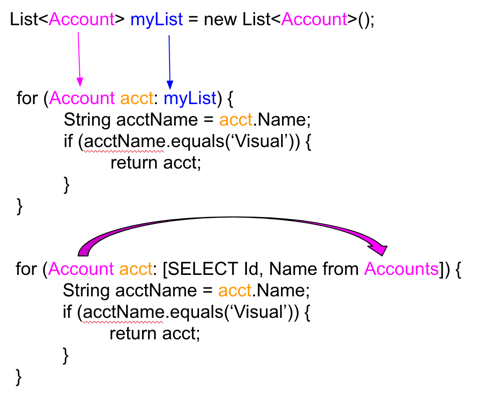 List<Account> myList = new List<Account>();
for (Account acct: myList) {
String acctName = acct.Name;
if (acctName.equals(‘Visual’)) {
return acct;
}
}
for (Account acct: [SELECT Id, Name from Accounts]) {
String acctName = acct.Name;
if (acctName.equals(‘Visual’)) {
return acct;
}
}